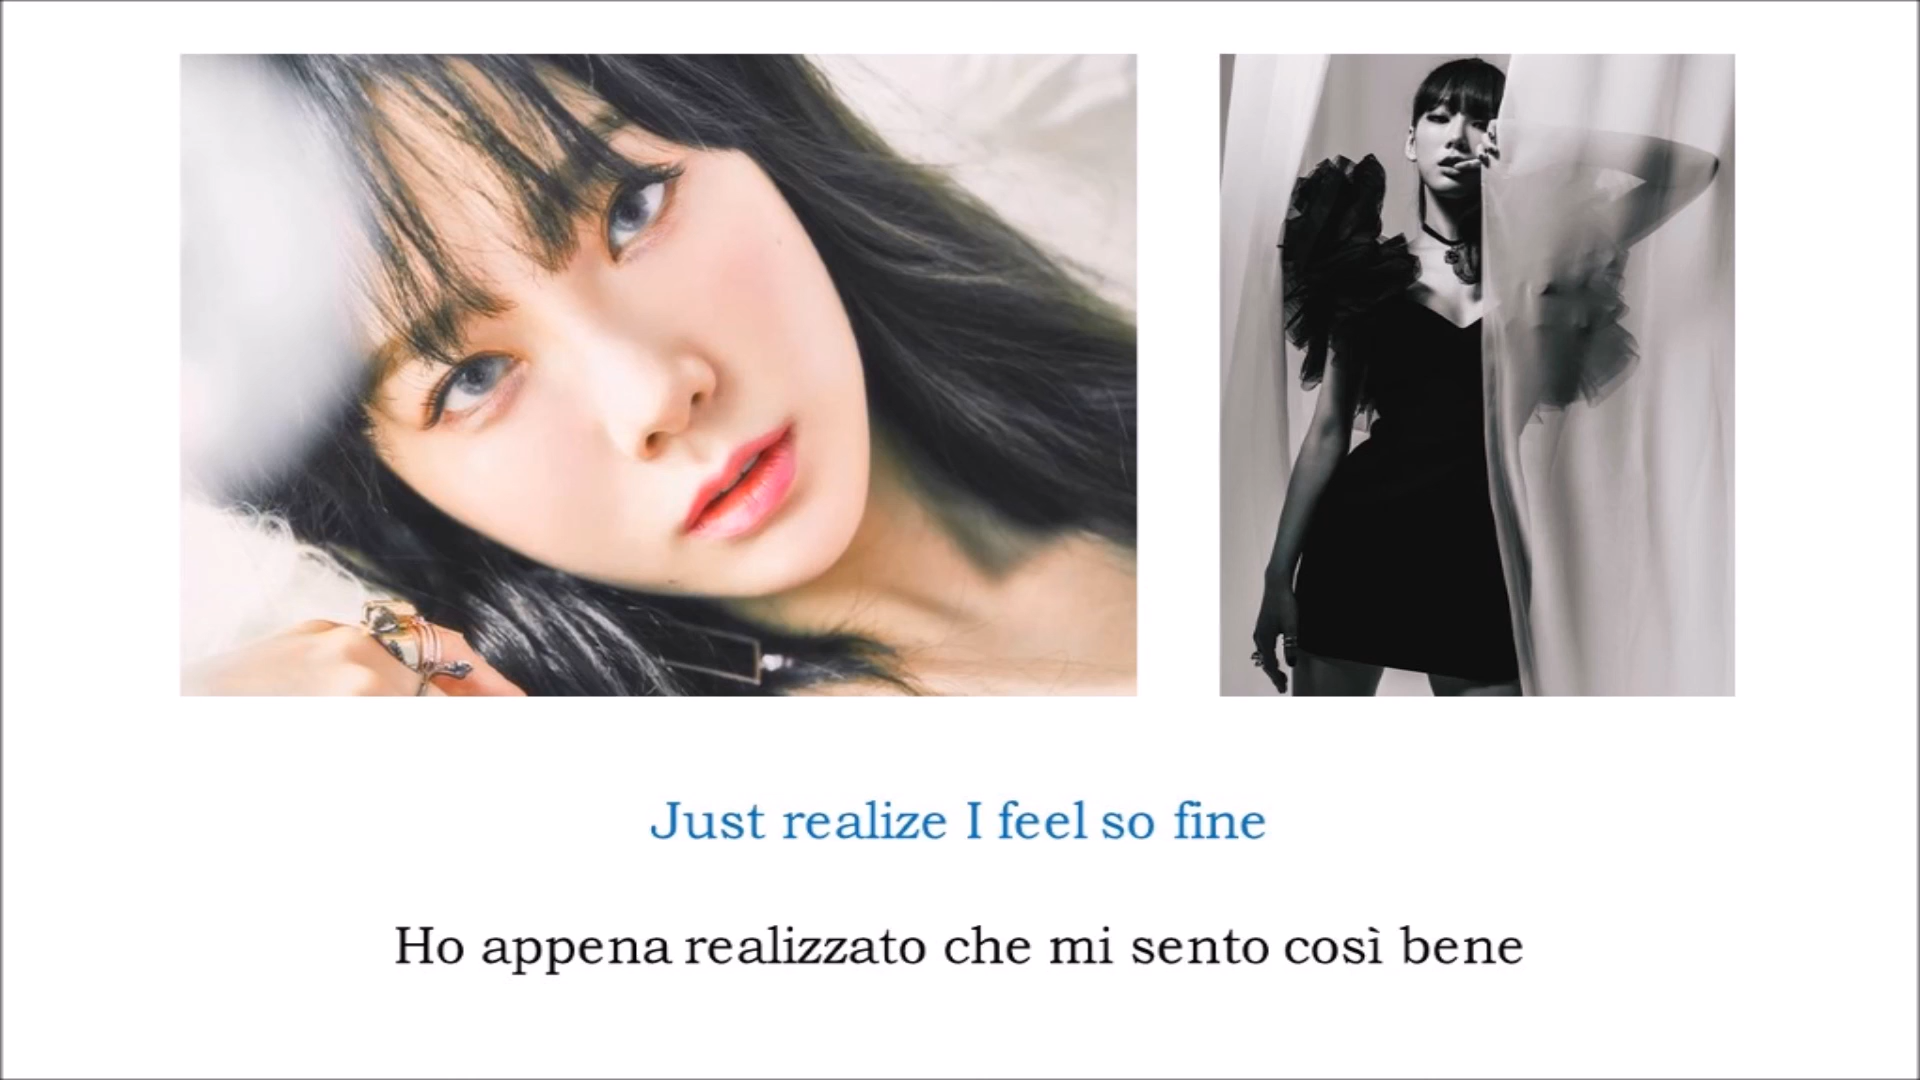 Just realize I feel so fine
Ho appena realizzato che mi sento così bene